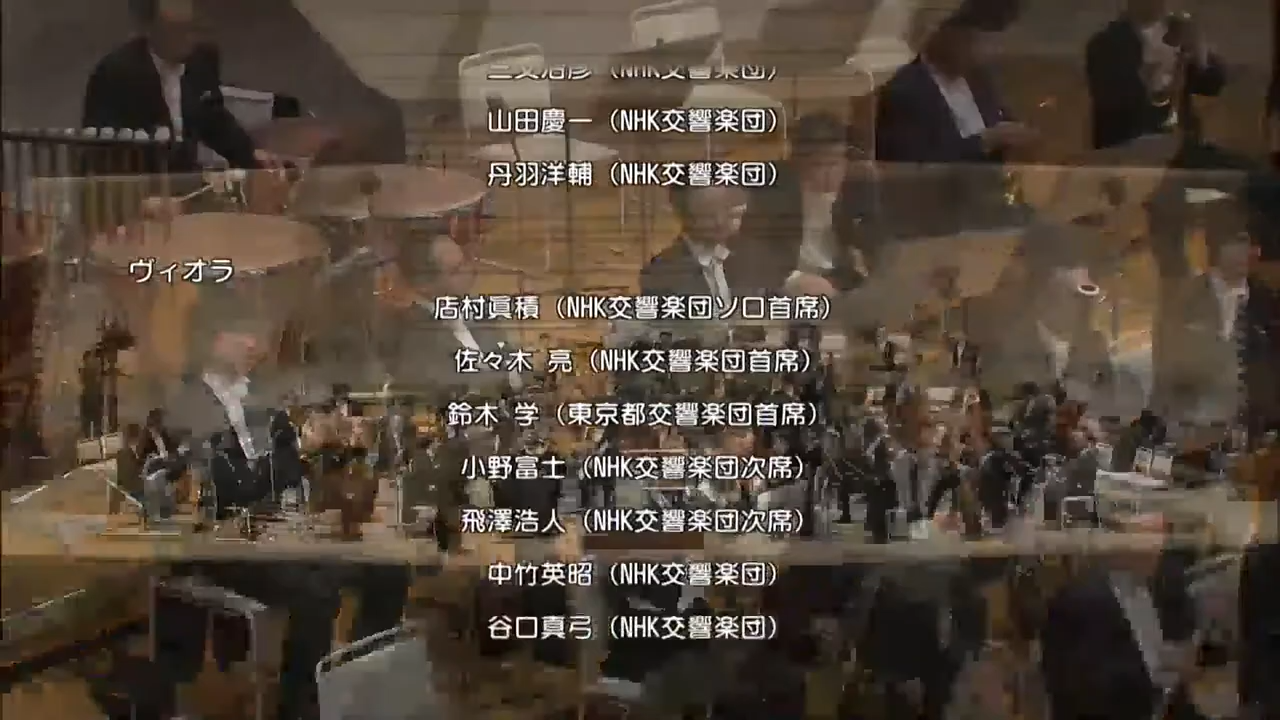 山田慶一（NHK交響楽団）
丹羽洋輔（NHK交響楽団）
ヴィオラ
店村眞積（NHK交響楽団ソロ首席）
佐々木 亮（NHK交響楽団首席）
鈴木 学（東京都交響楽団首席）
小野富士（NHK交響楽団次席）
飛澤浩人（NHK交響楽団次席）
中竹英昭（NHK交響楽団）
谷口真弓（NHK交響楽団）